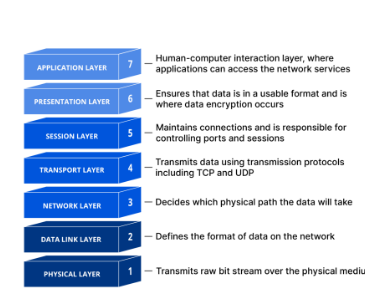 APPLICATION LAYER 7
Human-computer interaction layer, where
applications can access the network services
PRESENTATION LAYER 6
Ensures that data is in a usable format and is
where data encryption occurs
SESSION LAYER 5
Maintains connections and is responsible for
controlling ports and sessions
TRANSPORT LAYER 4
Transmits data using transmission protocols
including TCP and UDP
NETWORK LAYER 3
Decides which physical path the data will take
DATA LINK LAYER 2
Defines the format of data on the network
PHYSICAL LAYER 1
Transmits raw bit stream over the physical mediu